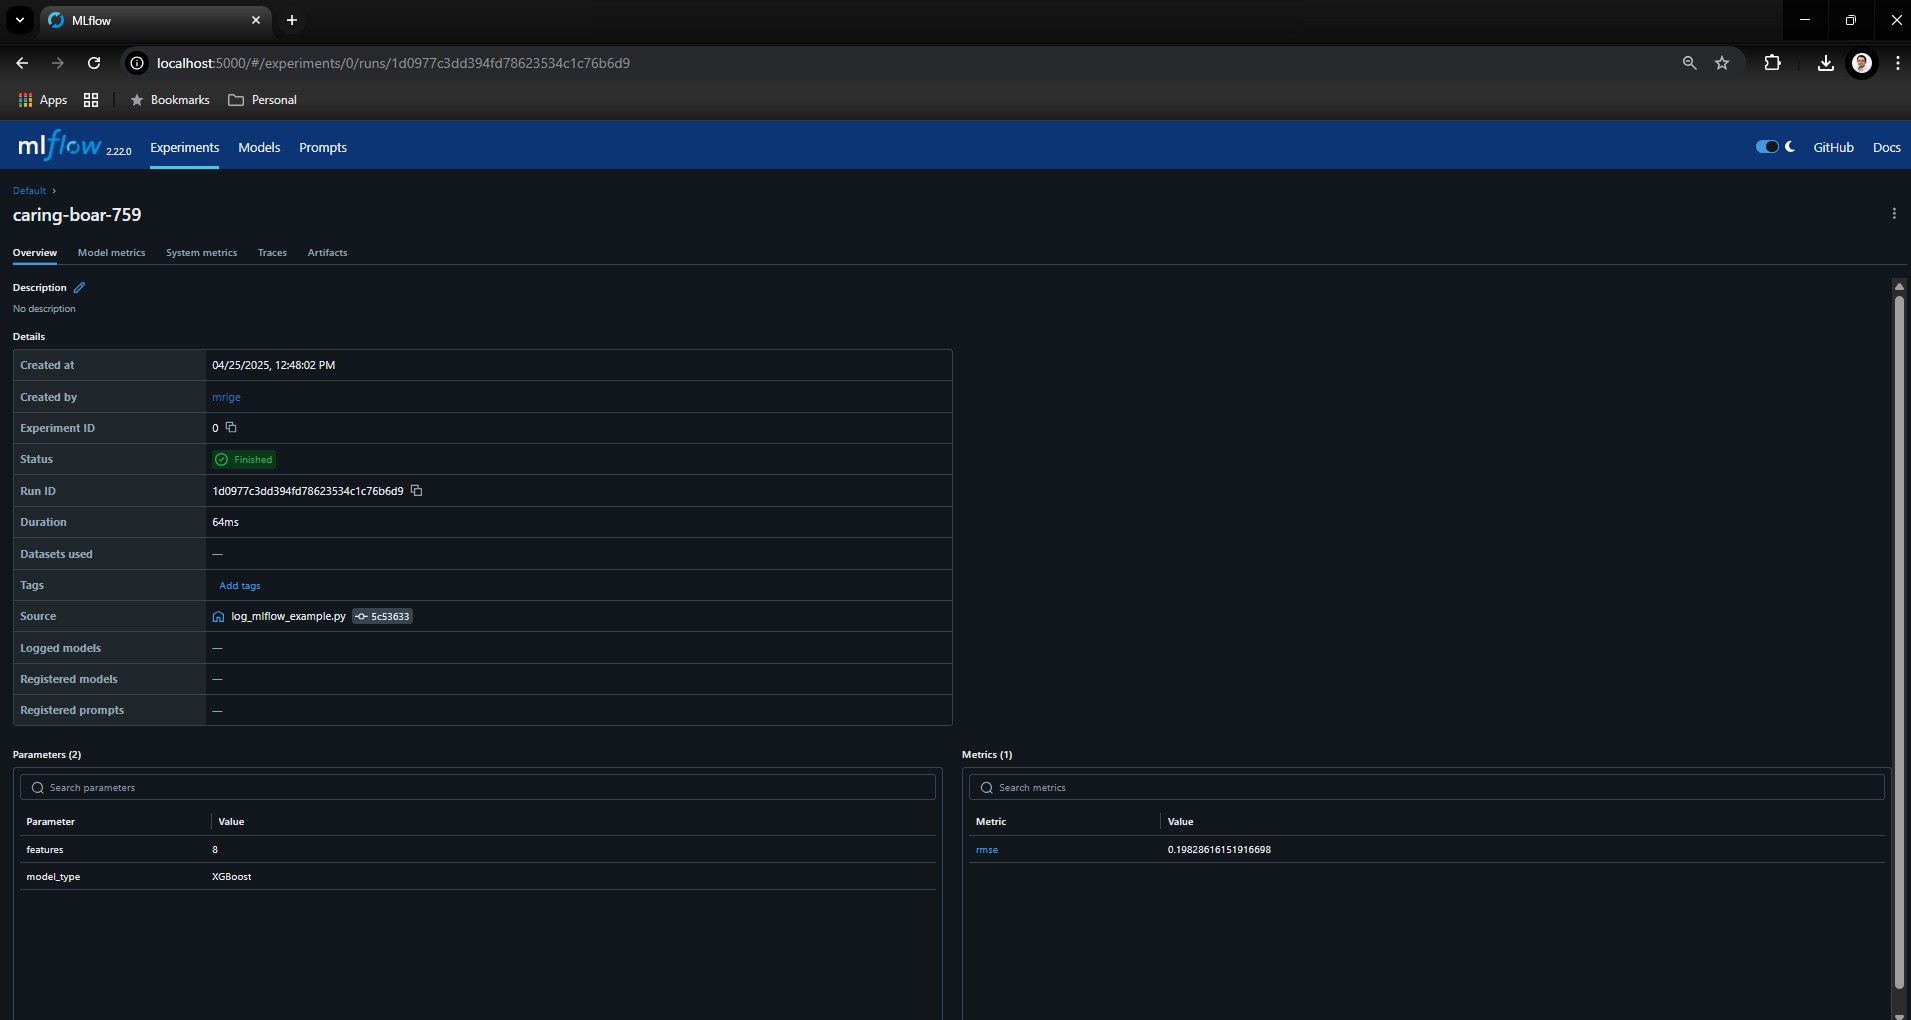 MLflow
localhost:5000/#/experiments/0/runs/1d0977c3dd394fd78623534c1c76b6d9
Apps Bookmarks Personal
mlflow 2.22.0 Experiments Models Prompts GitHub Docs
Default ›
caring-boar-759
Overview Model metrics System metrics Traces Artifacts
Description
No description
Details
Created at 04/25/2025, 12:48:02 PM
Created by mrige
Experiment ID 0
Status Finished
Run ID 1d0977c3dd394fd78623534c1c76b6d9
Duration 64ms
Datasets used —
Tags Add tags
Source log_mlflow_example.py 5c53633
Logged models —
Registered models —
Registered prompts —
Parameters (2)
Search parameters
Parameter Value
features 8
model_type XGBoost
Metrics (1)
Search metrics
Metric Value
rmse 0.19828616151916698